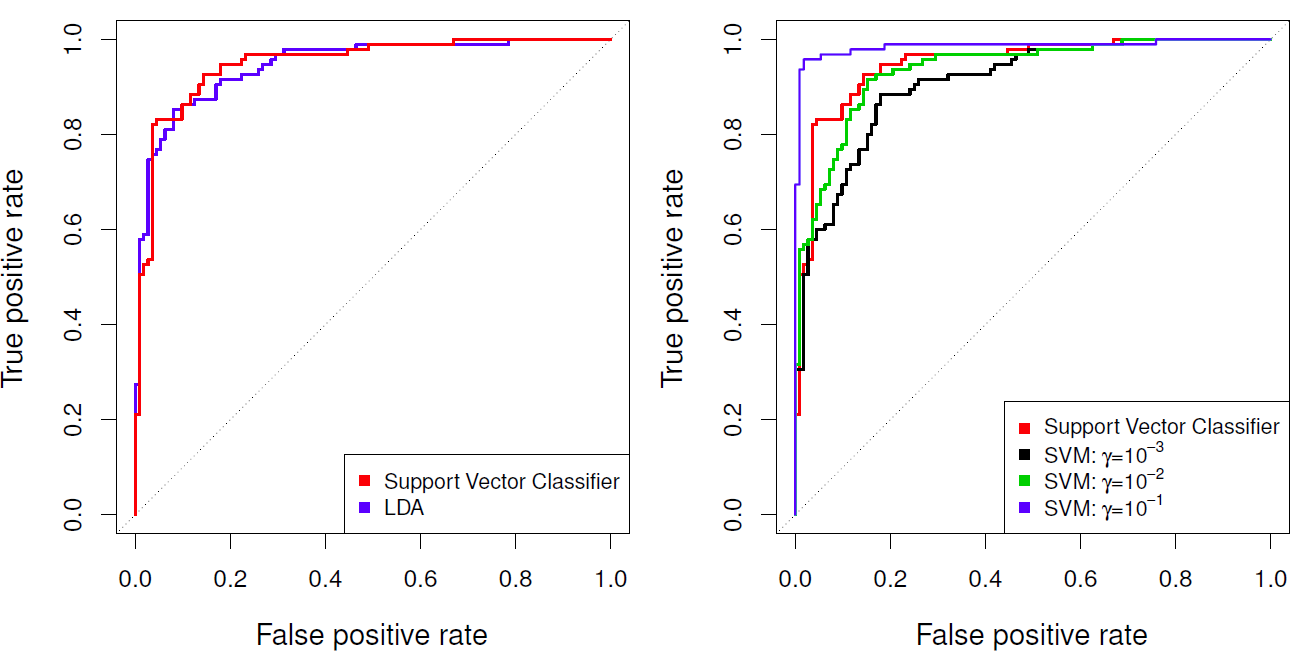 True positive rate
0.0 0.2 0.4 0.6 0.8 1.0
Support Vector Classifier
LDA
0.0 0.2 0.4 0.6 0.8 1.0
False positive rate
True positive rate
0.0 0.2 0.4 0.6 0.8 1.0
Support Vector Classifier
SVM: γ=10⁻³
SVM: γ=10⁻²
SVM: γ=10⁻¹
0.0 0.2 0.4 0.6 0.8 1.0
False positive rate